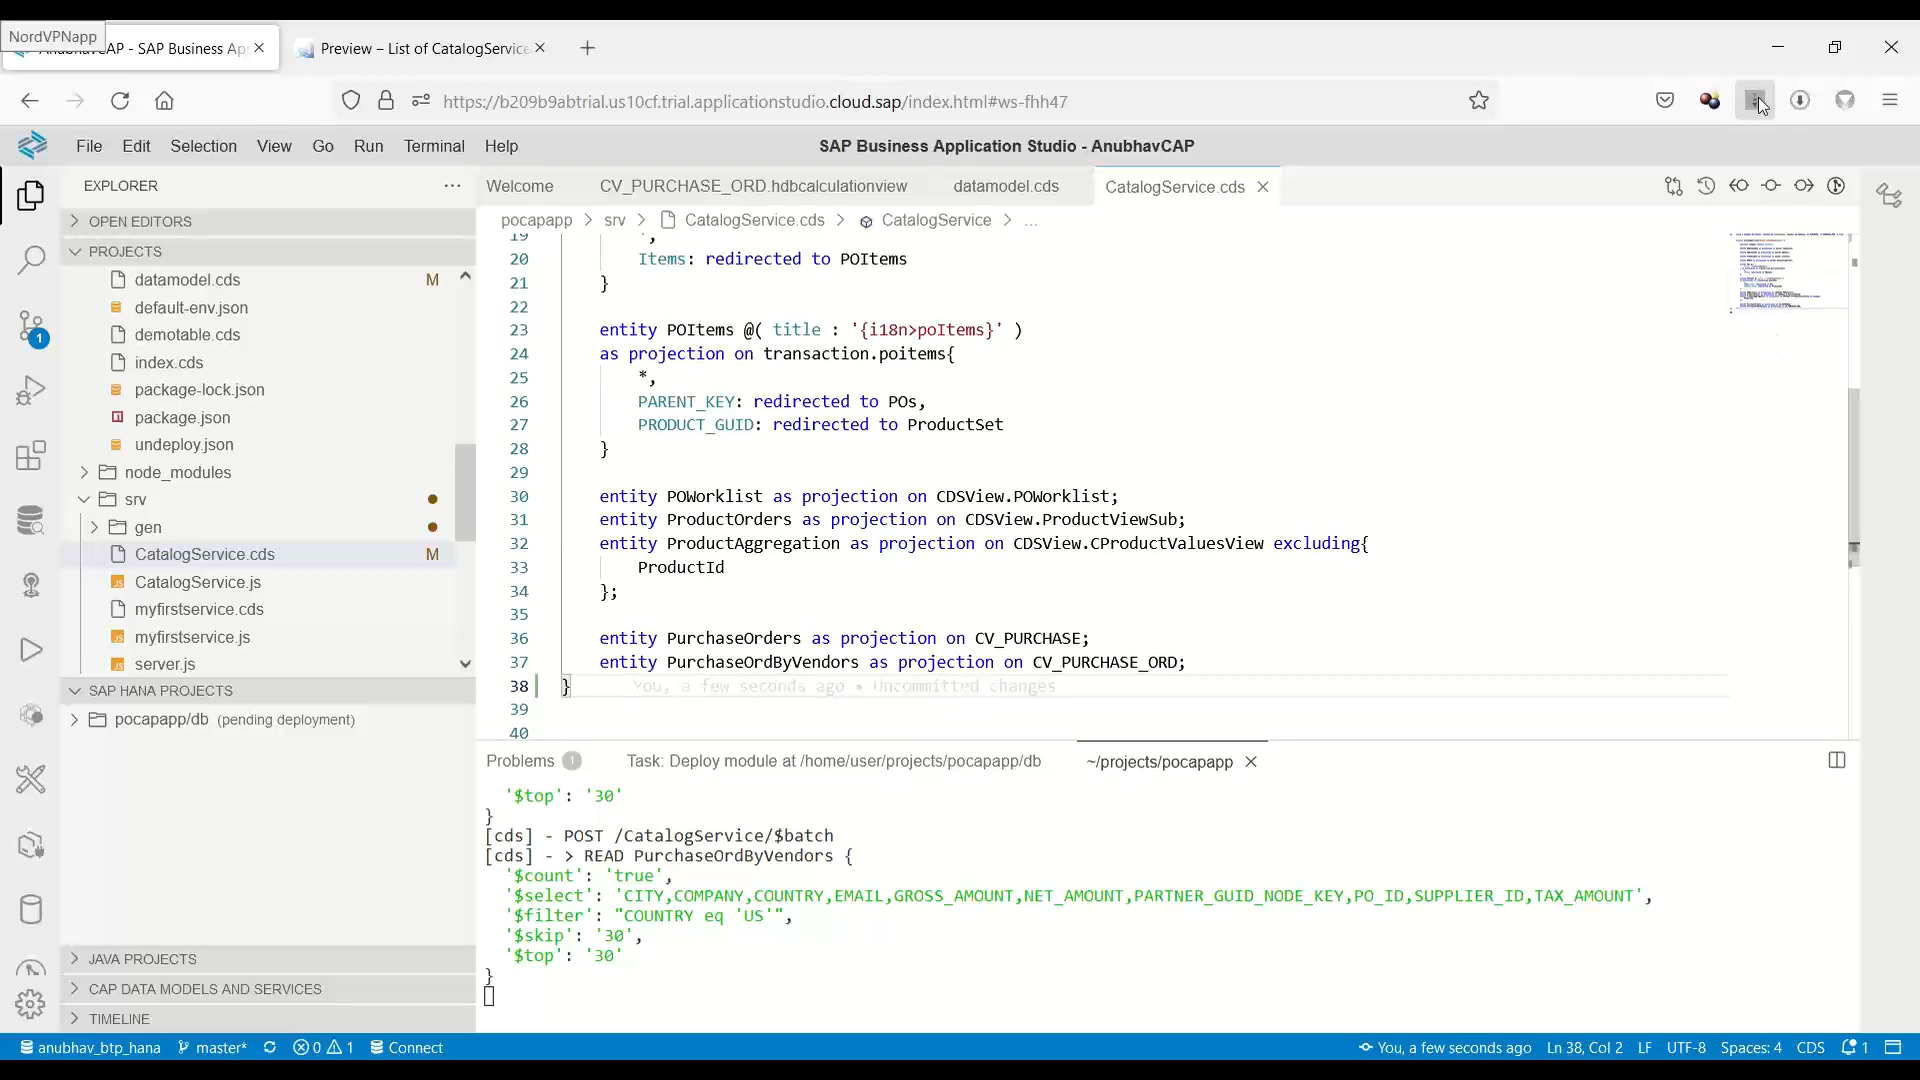 NordVPNapp
AnubhavCAP - SAP Business Ap
Preview – List of CatalogService
https://b209b9abtrial.us10cf.trial.applicationstudio.cloud.sap/index.html#ws-fhh47
File Edit Selection View Go Run Terminal Help
SAP Business Application Studio - AnubhavCAP
EXPLORER
Welcome CV_PURCHASE_ORD.hdbcalculationview datamodel.cds CatalogService.cds
OPEN EDITORS
PROJECTS
datamodel.cds M
default-env.json
demotable.cds
index.cds
package-lock.json
package.json
undeploy.json
node_modules
srv
gen
CatalogService.cds M
CatalogService.js
myfirstservice.cds
myfirstservice.js
server.js
SAP HANA PROJECTS
pocapapp/db (pending deployment)
JAVA PROJECTS
CAP DATA MODELS AND SERVICES
TIMELINE
1
pocapapp > srv > CatalogService.cds > CatalogService > ...
19 *,
20 Items: redirected to POItems
21 }
22
23 entity POItems @( title : '{i18n>poItems}' )
24 as projection on transaction.poitems{
25 *,
26 PARENT_KEY: redirected to POs,
27 PRODUCT_GUID: redirected to ProductSet
28 }
29
30 entity POWorklist as projection on CDSView.POWorklist;
31 entity ProductOrders as projection on CDSView.ProductViewSub;
32 entity ProductAggregation as projection on CDSView.CProductValuesView excluding{
33 ProductId
34 };
35
36 entity PurchaseOrders as projection on CV_PURCHASE;
37 entity PurchaseOrdByVendors as projection on CV_PURCHASE_ORD;
38 } You, a few seconds ago • Uncommitted changes
39
40
Problems 1 Task: Deploy module at /home/user/projects/pocapapp/db ~/projects/pocapapp
'$top': '30'
}
[cds] - POST /CatalogService/$batch
[cds] - > READ PurchaseOrdByVendors {
'$count': 'true',
'$select': 'CITY,COMPANY,COUNTRY,EMAIL,GROSS_AMOUNT,NET_AMOUNT,PARTNER_GUID_NODE_KEY,PO_ID,SUPPLIER_ID,TAX_AMOUNT',
'$filter': "COUNTRY eq 'US'",
'$skip': '30',
'$top': '30'
}
anubhav_btp_hana master* 0 1 Connect You, a few seconds ago Ln 38, Col 2 LF UTF-8 Spaces: 4 CDS 1